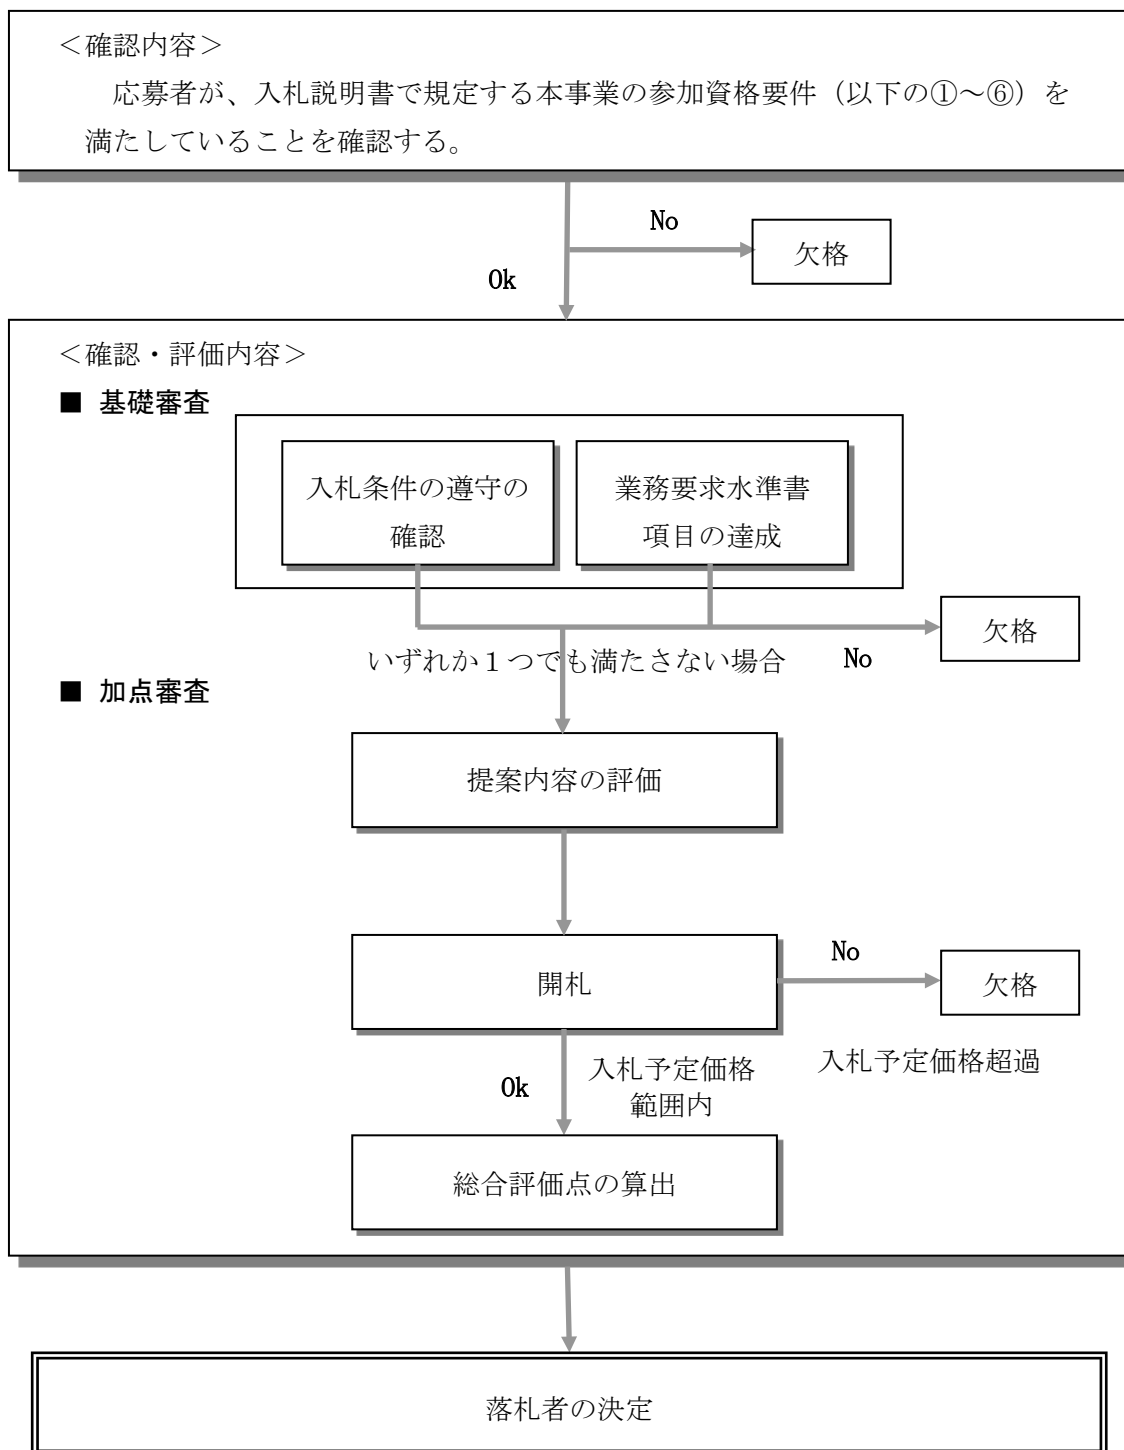 ＜確認内容＞
応募者が、入札説明書で規定する本事業の参加資格要件（以下の①～⑥）を
満たしていることを確認する。
No
欠格
Ok
＜確認・評価内容＞
■ 基礎審査
入札条件の遵守の
確認
業務要求水準書
項目の達成
欠格
いずれか１つでも満たさない場合
No
■ 加点審査
提案内容の評価
開札
No
欠格
入札予定価格超過
Ok
入札予定価格
範囲内
総合評価点の算出
落札者の決定